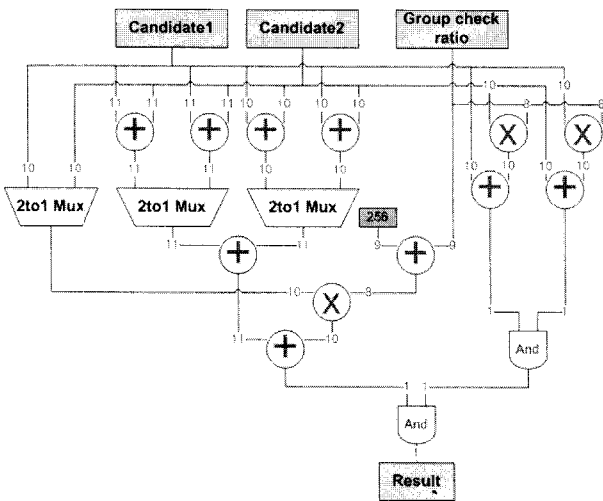 Candidate1
Candidate2
Group check
ratio
11 11 11 11 10 10 11 10
10 10
8 8
+ + + +
X X
10 10 11 11 10 10
10 10 10 10
2to1 Mux
2to1 Mux
2to1 Mux
+ +
256
11 11
9 9
+ +
10 8
X
11 10
+
1 1
And
1 1
And
Result